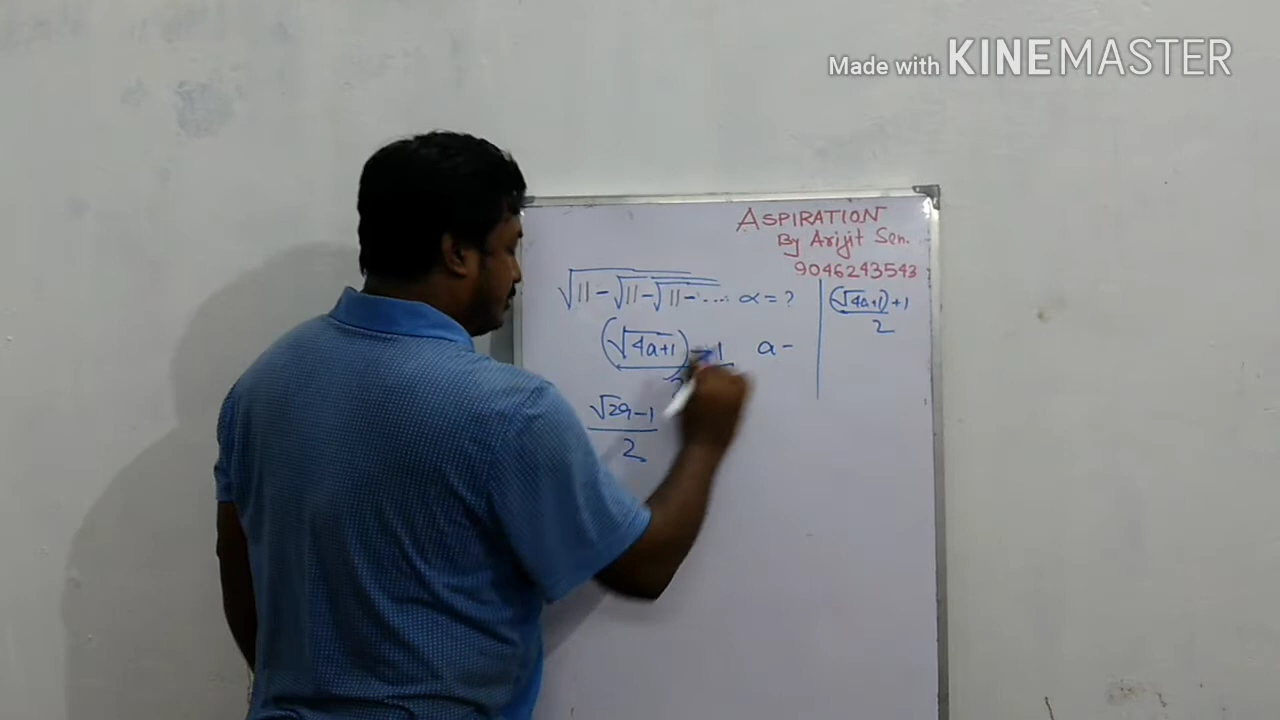 Made with KINEMASTER
ASPIRATION
By Arijit Sen.
9046243543
√11-√11-√11-.... α = ?
(√4a+1) - 1
a -
(√4a+1)+1
2
√29-1
2